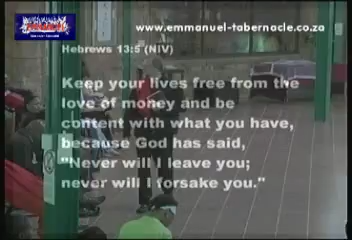 www.emmanuel-tabernacle.co.za
Hebrews 13:5 (NIV)
Keep your lives free from the
love of money and be
content with what you have,
because God has said,
"Never will I leave you;
never will I forsake you."